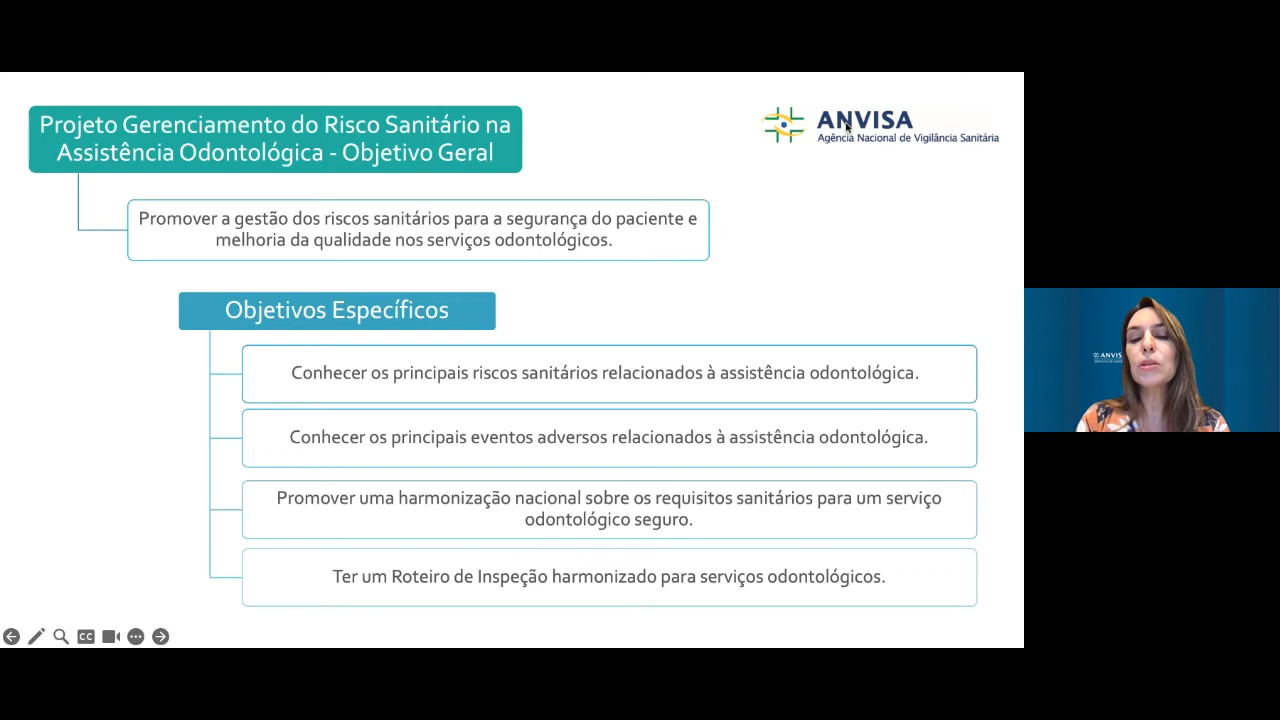 Projeto Gerenciamento do Risco Sanitário na
Assistência Odontológica - Objetivo Geral
ANVISA
Agência Nacional de Vigilância Sanitária
Promover a gestão dos riscos sanitários para a segurança do paciente e
melhoria da qualidade nos serviços odontológicos.
Objetivos Específicos
Conhecer os principais riscos sanitários relacionados à assistência odontológica.
Conhecer os principais eventos adversos relacionados à assistência odontológica.
Promover uma harmonização nacional sobre os requisitos sanitários para um serviço
odontológico seguro.
Ter um Roteiro de Inspeção harmonizado para serviços odontológicos.
CC
ANVIS